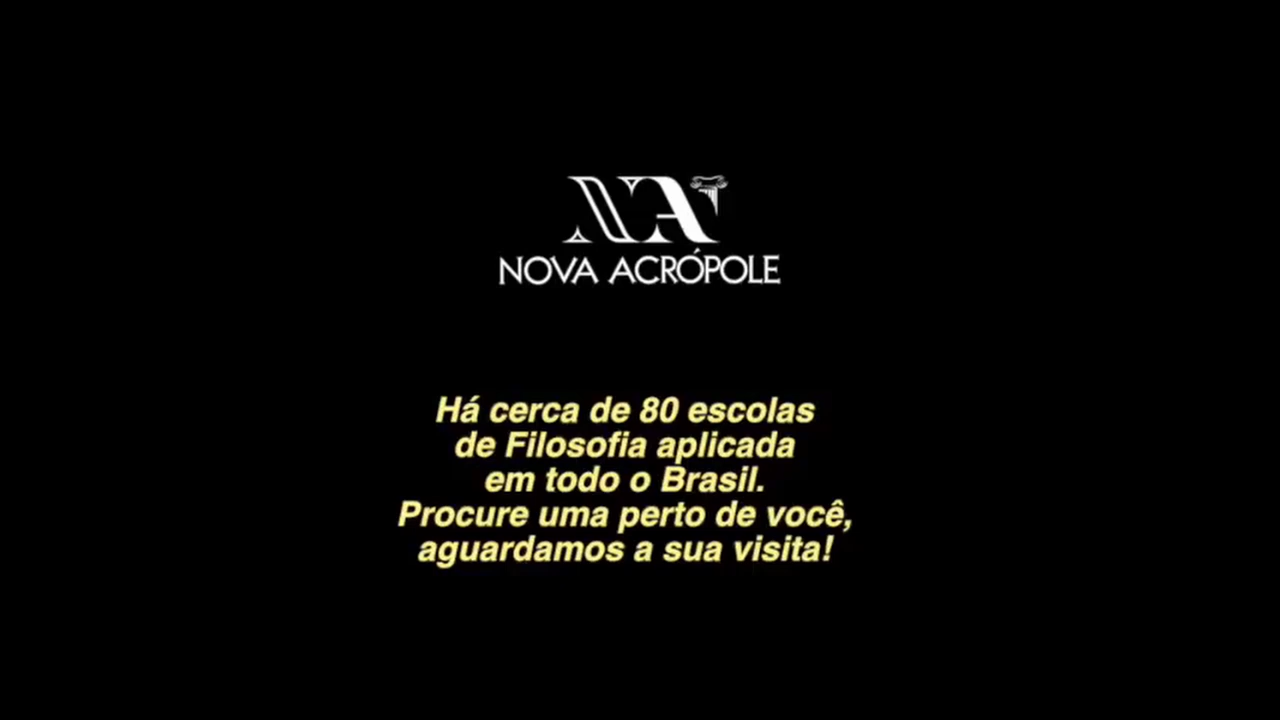 NA
NOVA ACRÓPOLE
Há cerca de 80 escolas
de Filosofia aplicada
em todo o Brasil.
Procure uma perto de você,
aguardamos a sua visita!